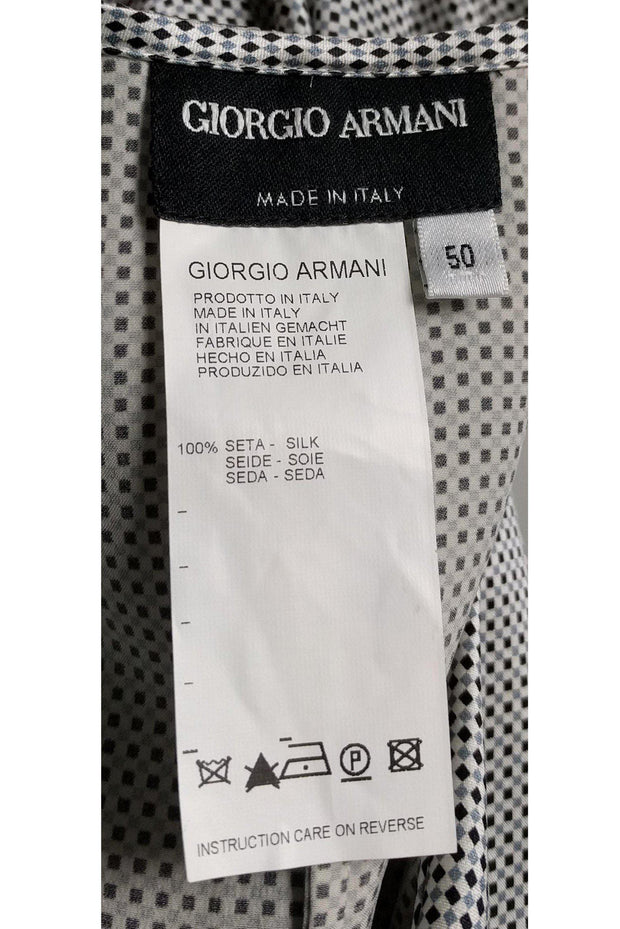 GIORGIO ARMANI
MADE IN ITALY
50
GIORGIO ARMANI
PRODOTTO IN ITALY
MADE IN ITALY
IN ITALIEN GEMACHT
FABRIQUE EN ITALIE
HECHO EN ITALIA
PRODUZIDO EN ITALIA
100% SETA - SILK
SEIDE - SOIE
SEDA - SEDA
P
INSTRUCTION CARE ON REVERSE